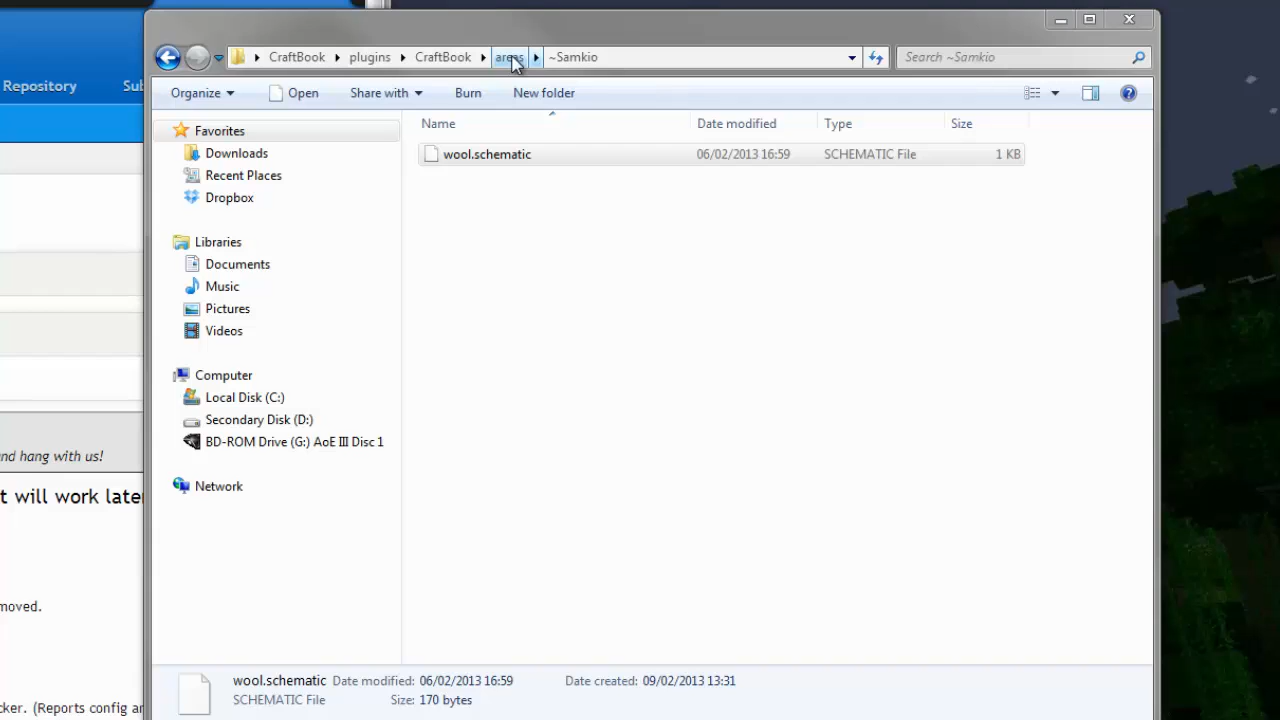 CraftBook plugins CraftBook areas ~Samkio Search ~Samkio
Repository Sub
Organize Open Share with Burn New folder
Name Date modified Type Size
Favorites
wool.schematic 06/02/2013 16:59 SCHEMATIC File 1 KB
Downloads
Recent Places
Dropbox
Libraries
Documents
Music
Pictures
Videos
Computer
Local Disk (C:)
Secondary Disk (D:)
BD-ROM Drive (G:) AoE III Disc 1
nd hang with us!
Network
t will work late
moved.
wool.schematic Date modified: 06/02/2013 16:59 Date created: 09/02/2013 13:31
SCHEMATIC File Size: 170 bytes
cker. (Reports config ar